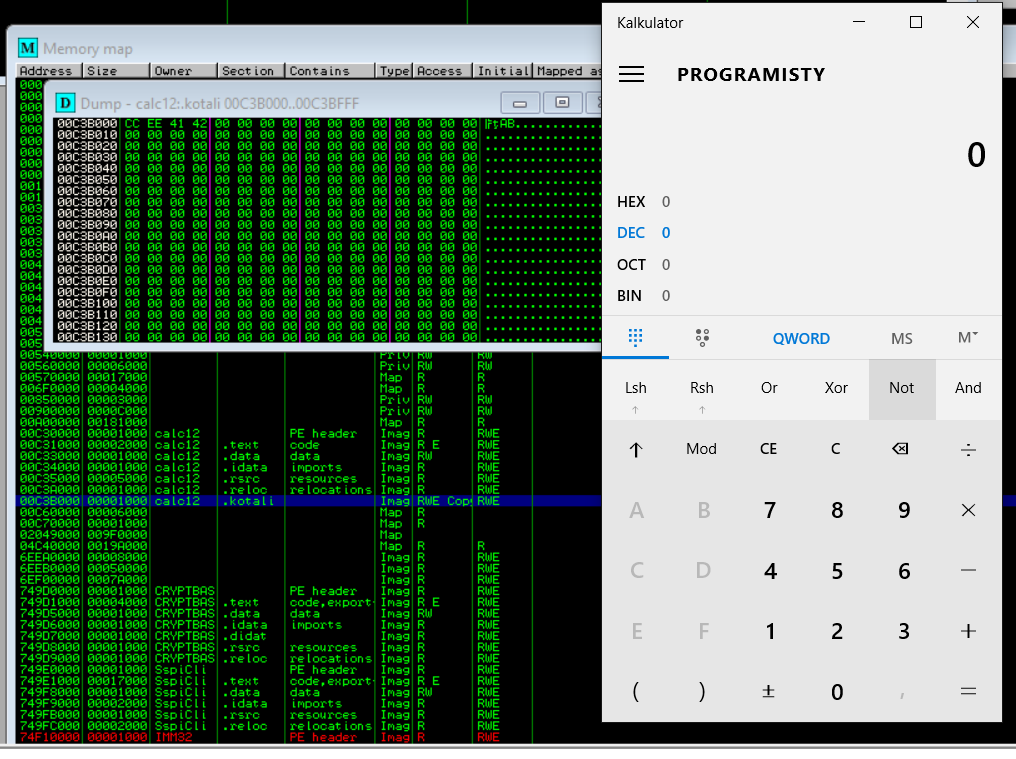 Memory map
Address Size Owner Section Contains Type Access Initial Mapped as
Dump - calc12:.kotali 00C3B000..00C3BFFF
00C3B000 CC EE 41 42 00 00 00 00 00 00 00 00 00 00 00 00
00C3B010 00 00 00 00 00 00 00 00 00 00 00 00 00 00 00 00
00C3B020 00 00 00 00 00 00 00 00 00 00 00 00 00 00 00 00
00C3B030 00 00 00 00 00 00 00 00 00 00 00 00 00 00 00 00
00C3B040 00 00 00 00 00 00 00 00 00 00 00 00 00 00 00 00
00C3B050 00 00 00 00 00 00 00 00 00 00 00 00 00 00 00 00
00C3B060 00 00 00 00 00 00 00 00 00 00 00 00 00 00 00 00
00C3B070 00 00 00 00 00 00 00 00 00 00 00 00 00 00 00 00
00C3B080 00 00 00 00 00 00 00 00 00 00 00 00 00 00 00 00
00C3B090 00 00 00 00 00 00 00 00 00 00 00 00 00 00 00 00
00C3B0A0 00 00 00 00 00 00 00 00 00 00 00 00 00 00 00 00
00C3B0B0 00 00 00 00 00 00 00 00 00 00 00 00 00 00 00 00
00C3B0C0 00 00 00 00 00 00 00 00 00 00 00 00 00 00 00 00
00C3B0D0 00 00 00 00 00 00 00 00 00 00 00 00 00 00 00 00
00C3B0E0 00 00 00 00 00 00 00 00 00 00 00 00 00 00 00 00
00C3B0F0 00 00 00 00 00 00 00 00 00 00 00 00 00 00 00 00
00C3B100 00 00 00 00 00 00 00 00 00 00 00 00 00 00 00 00
00C3B110 00 00 00 00 00 00 00 00 00 00 00 00 00 00 00 00
00C3B120 00 00 00 00 00 00 00 00 00 00 00 00 00 00 00 00
00C3B130 00 00 00 00 00 00 00 00 00 00 00 00 00 00 00 00
00540000 00001000 Priv RW RW
00560000 00006000 Priv RW RW
00570000 00017000 Map R R
006F0000 00004000 Map R R
00850000 00003000 Priv RW RW
00900000 0000C000 Priv RW RW
00A00000 00181000 Map R R
00C30000 00001000 calc12 PE header Imag R RWE
00C31000 00002000 calc12 .text code Imag R E RWE
00C33000 00001000 calc12 .data data Imag RW RWE
00C34000 00001000 calc12 .idata imports Imag R RWE
00C35000 00005000 calc12 .rsrc resources Imag R RWE
00C3A000 00001000 calc12 .reloc relocations Imag R RWE
00C3B000 00001000 calc12 .kotali Imag RWE Copy RWE
00C60000 00006000 Map R R
00C70000 00001000 Map R R
02049000 009F0000 Map
04C40000 0019A000 Map R R
6EEA0000 00008000 Imag R RWE
6EEB0000 00050000 Imag R RWE
6EF00000 0007A000 Imag R RWE
749D0000 00001000 CRYPTBAS PE header Imag R RWE
749D1000 00004000 CRYPTBAS .text code,export Imag R E RWE
749D5000 00001000 CRYPTBAS .data data Imag RW RWE
749D6000 00001000 CRYPTBAS .idata imports Imag R RWE
749D7000 00001000 CRYPTBAS .didat Imag R RWE
749D8000 00001000 CRYPTBAS .rsrc resources Imag R RWE
749D9000 00001000 CRYPTBAS .reloc relocations Imag R RWE
749E0000 00001000 SspiCli PE header Imag R RWE
749E1000 00017000 SspiCli .text code,export Imag R E RWE
749F8000 00001000 SspiCli .data data Imag RW RWE
749F9000 00002000 SspiCli .idata imports Imag R RWE
749FB000 00001000 SspiCli .rsrc resources Imag R RWE
749FC000 00002000 SspiCli .reloc relocations Imag R RWE
74F10000 00001000 IMM32 PE header Imag R RWE
Kalkulator
PROGRAMISTY
0
HEX 0
DEC 0
OCT 0
BIN 0
QWORD MS M
Lsh Rsh Or Xor Not And
↑ Mod CE C ⌫ ÷
A B 7 8 9 ×
C D 4 5 6 −
E F 1 2 3 +
( ) ± 0 , =